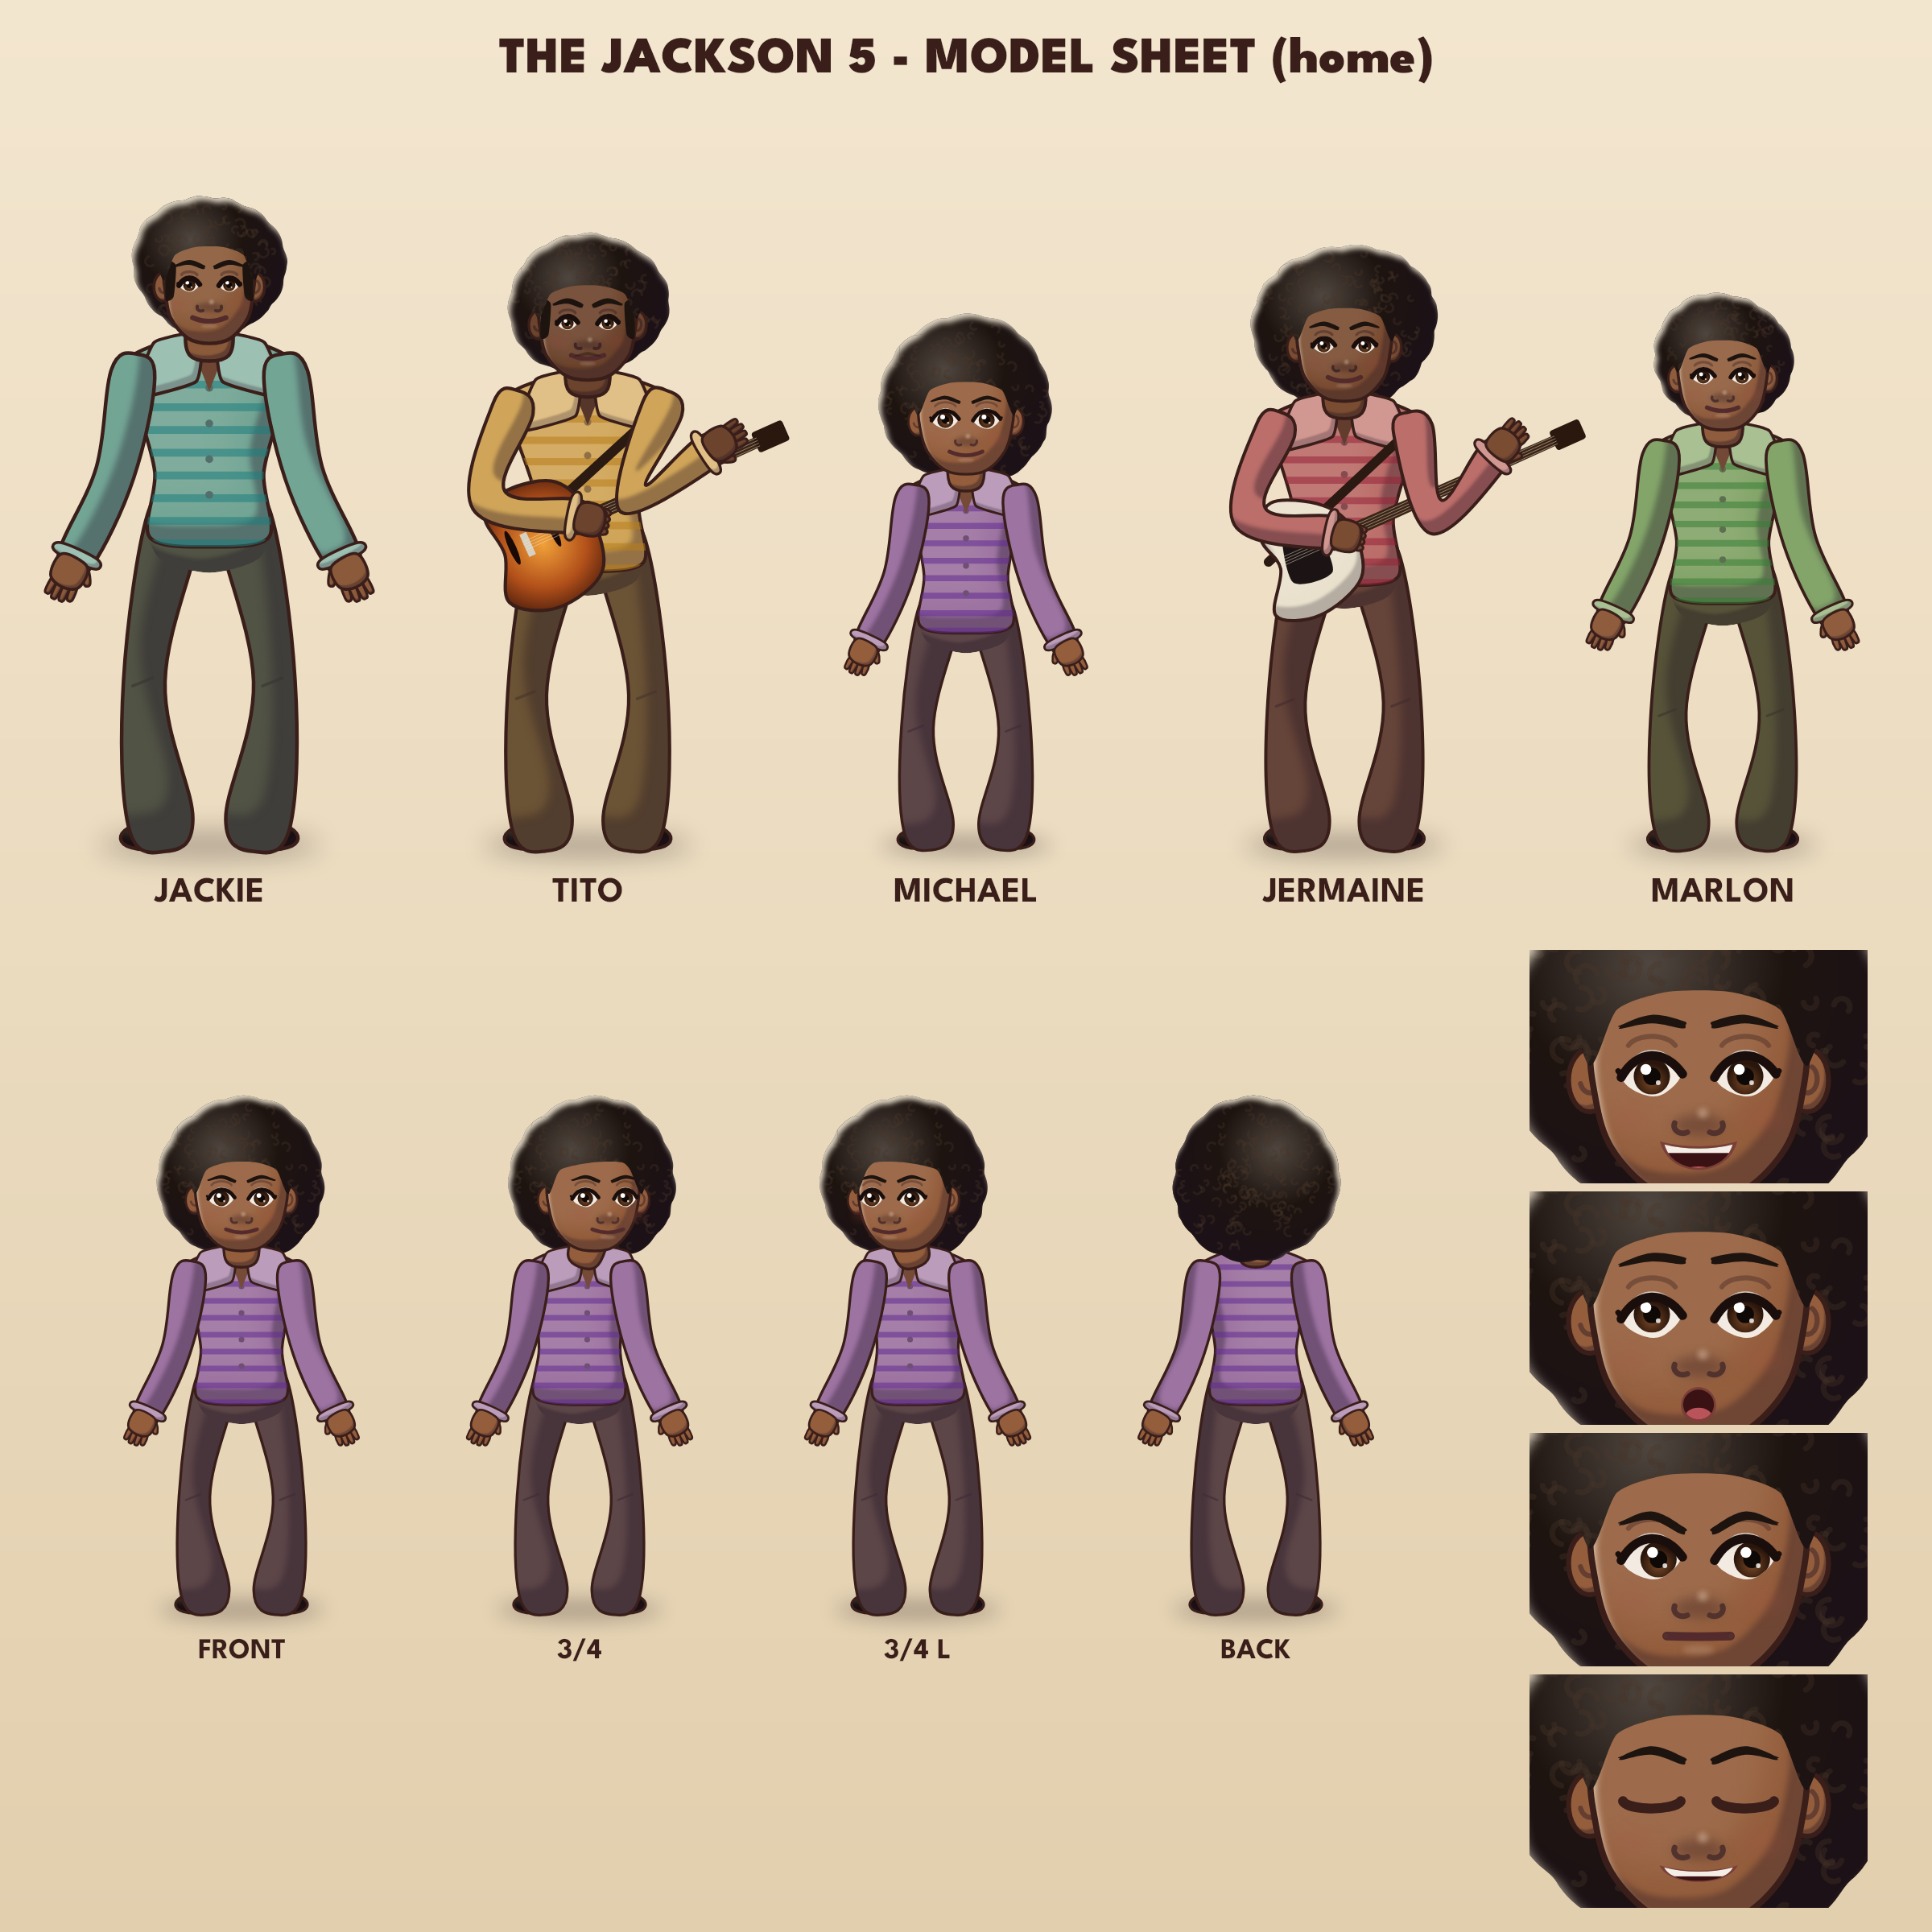 THE JACKSON 5 - MODEL SHEET (home)
JACKIE
TITO
MICHAEL
JERMAINE
MARLON
FRONT
3/4
3/4 L
BACK